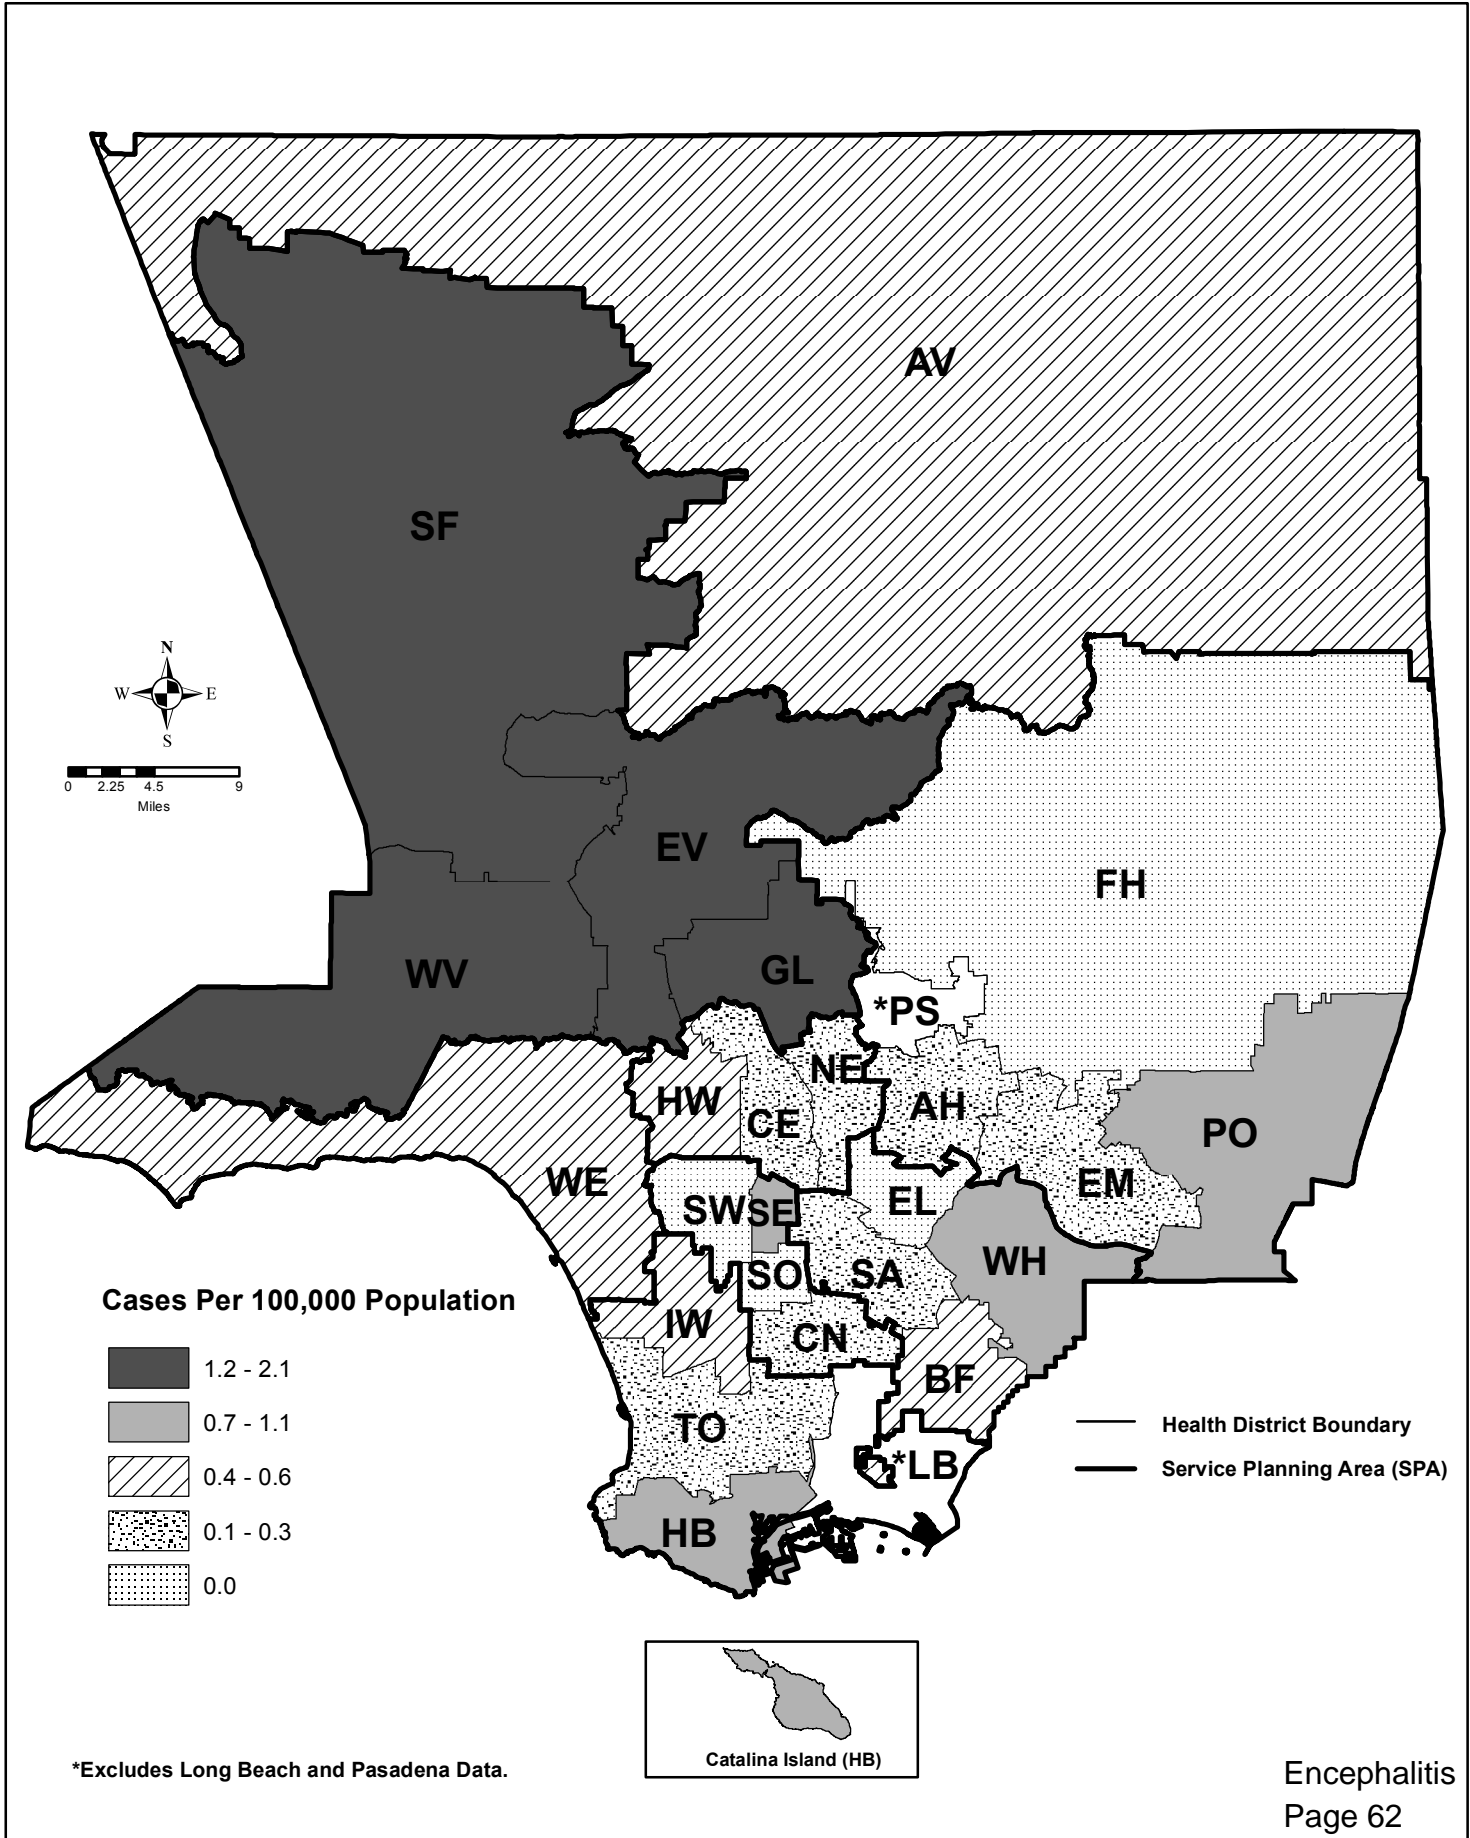 AV
SF
N
W E
S
0 2.25 4.5 9
Miles
EV
FH
WV
GL
*PS
NE
HW
AH
CE
PO
WE
EM
SW
SE
EL
WH
SO
SA
IW
CN
BF
TO
*LB
HB
Cases Per 100,000 Population
1.2 - 2.1
0.7 - 1.1
0.4 - 0.6
0.1 - 0.3
0.0
Health District Boundary
Service Planning Area (SPA)
Catalina Island (HB)
*Excludes Long Beach and Pasadena Data.
Encephalitis
Page 62